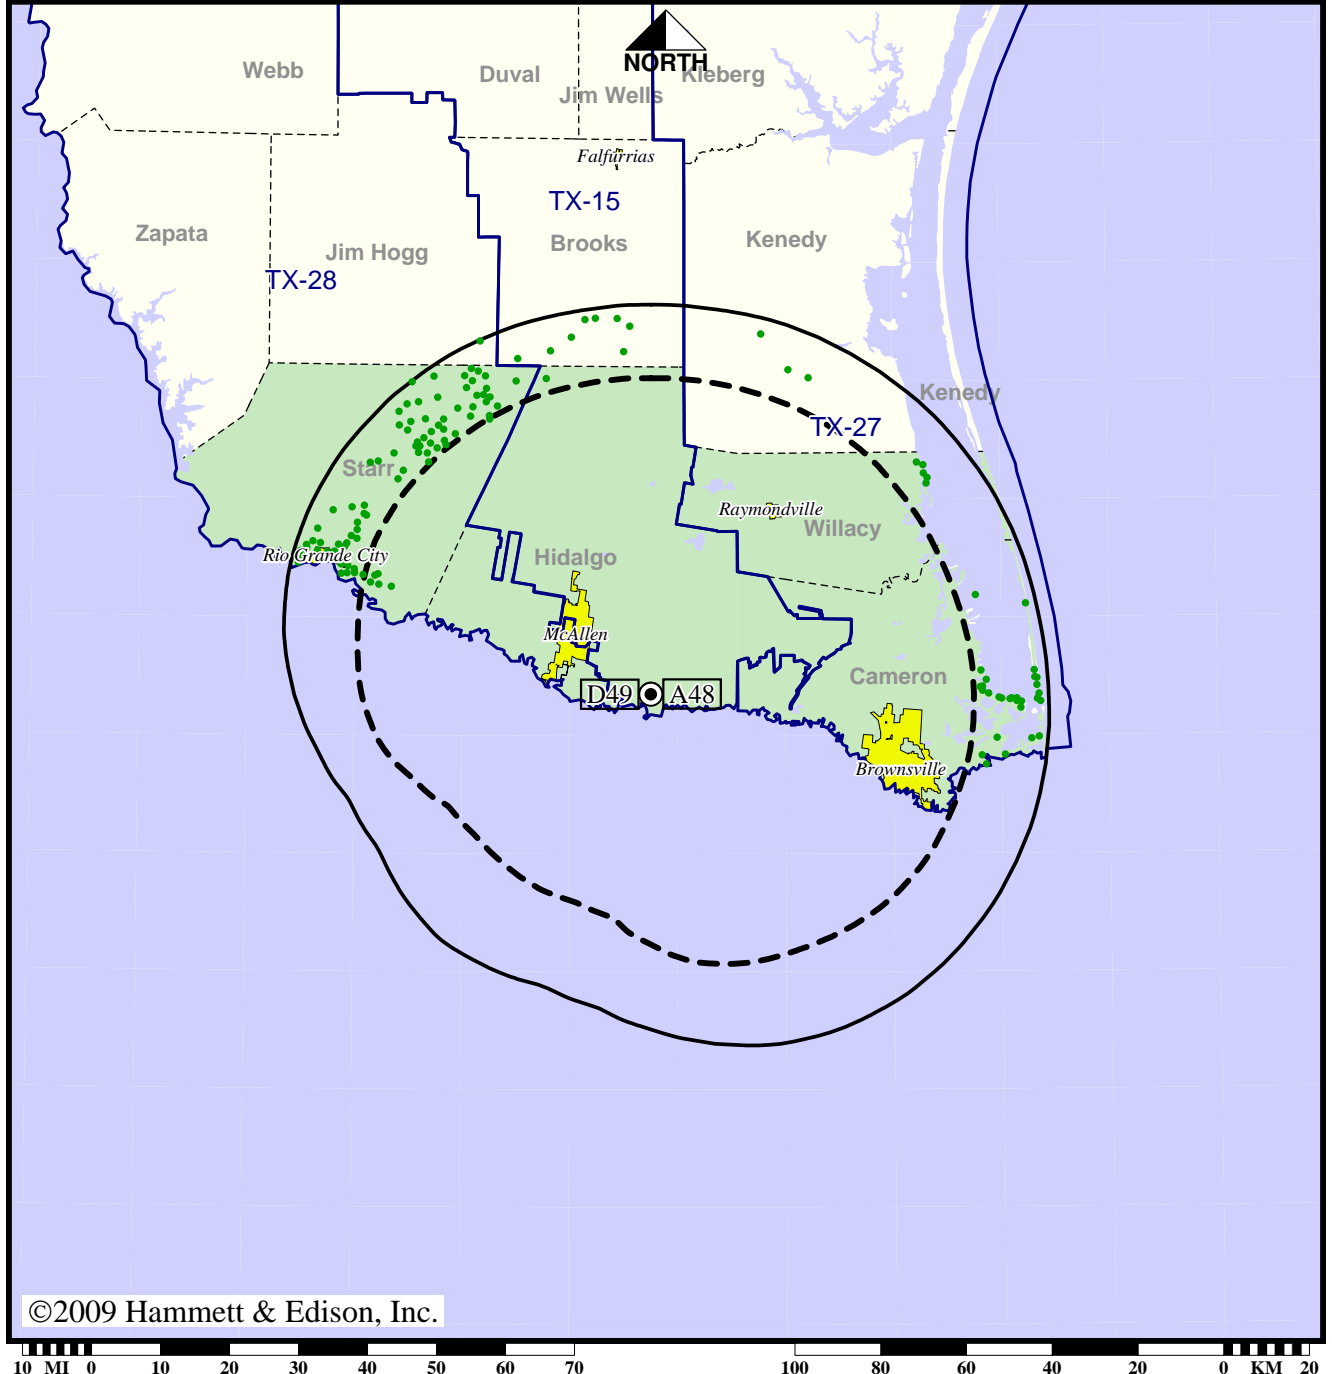 NORTH
Webb
Duval
Kleberg
Jim Wells
Falfurrias
TX-15
Zapata
Jim Hogg
Brooks
Kenedy
TX-28
Kenedy
TX-27
Starr
Raymondville
Willacy
Rio Grande City
Hidalgo
McAllen
Cameron
D49 A48
Brownsville
©2009 Hammett & Edison, Inc.
10 MI 0 10 20 30 40 50 60 70 100 80 60 40 20 0 KM 20